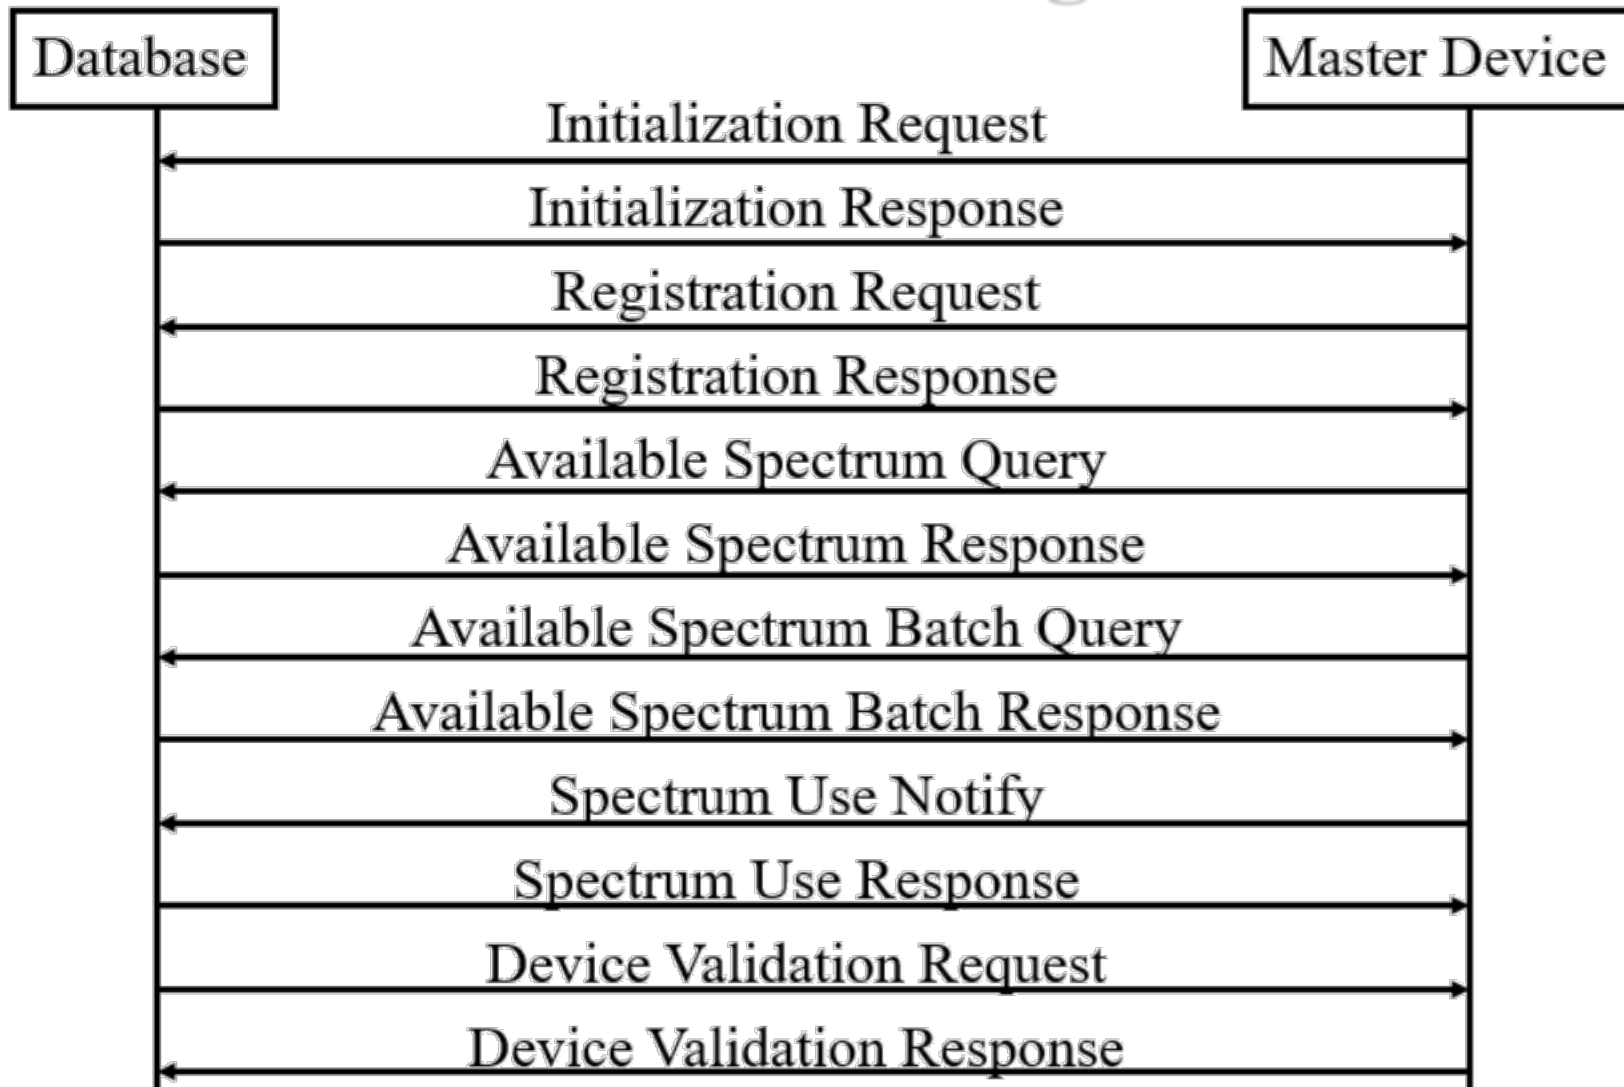 Database
Master Device
Initialization Request
Initialization Response
Registration Request
Registration Response
Available Spectrum Query
Available Spectrum Response
Available Spectrum Batch Query
Available Spectrum Batch Response
Spectrum Use Notify
Spectrum Use Response
Device Validation Request
Device Validation Response